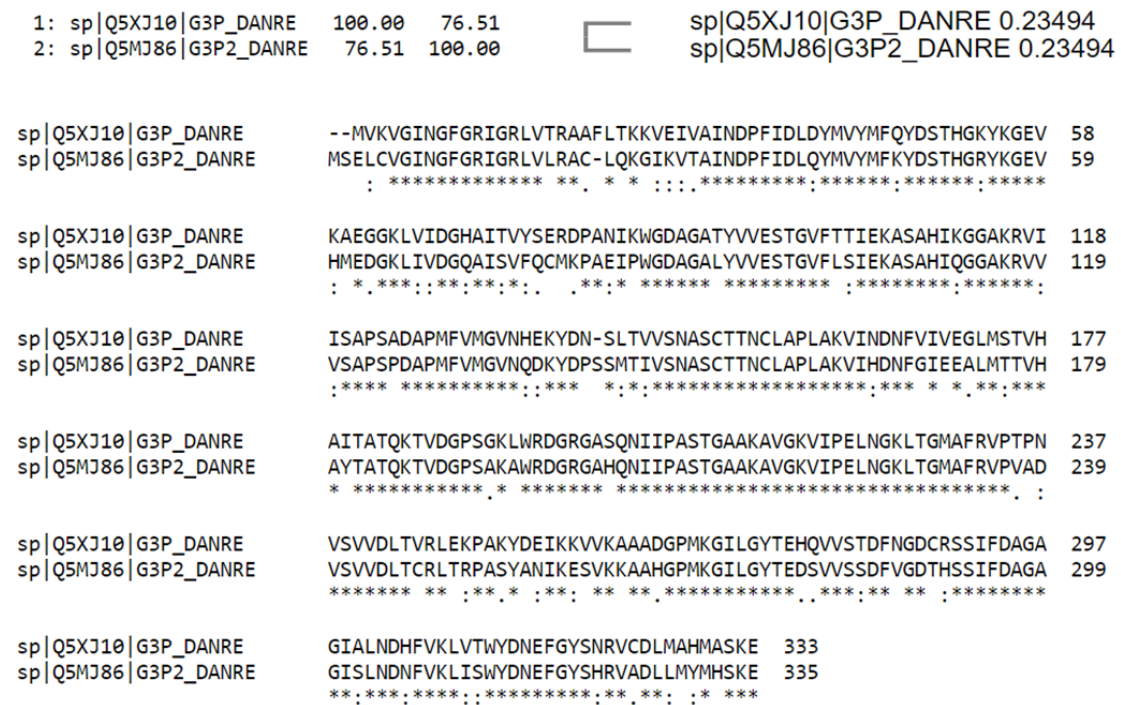 1: sp|Q5XJ10|G3P_DANRE 100.00 76.51
2: sp|Q5MJ86|G3P2_DANRE 76.51 100.00
sp|Q5XJ10|G3P_DANRE 0.23494
sp|Q5MJ86|G3P2_DANRE 0.23494
sp|Q5XJ10|G3P_DANRE --MVKVGINGFGRIGRLVTRAAFLTKKVEIVAINDPFIDLDYMVYMFQYDSTHGKYKGEV 58
sp|Q5MJ86|G3P2_DANRE MSELCVGINGFGRIGRLVLRAC-LQKGIKVTAINDPFIDLQYMVYMFKYDSTHGRYKGEV 59
: ************* **. * * :::.*********:******:******:*****
sp|Q5XJ10|G3P_DANRE KAEGGKLVIDGHAITVYSERDPANIKWGDAGATYVVESTGVFTTIEKASAHIKGGAKRVI 118
sp|Q5MJ86|G3P2_DANRE HMEDGKLIVDGQAISVFQCMKPAEIPWGDAGALYVVESTGVFLSIEKASAHIQGGAKRVV 119
: *.***::**:**:*:. .**:* ****** ********* :********:******:
sp|Q5XJ10|G3P_DANRE ISAPSADAPMFVMGVNHEKYDN-SLTVVSNASCTTNCLAPLAKVINDNFVIVEGLMSTVH 177
sp|Q5MJ86|G3P2_DANRE VSAPSPDAPMFVMGVNQDKYDPSSMTIVSNASCTTNCLAPLAKVIHDNFGIEEALMTTVH 179
:**** **********::*** *:*:******************:*** * *.**:***
sp|Q5XJ10|G3P_DANRE AITATQKTVDGPSGKLWRDGRGASQNIIPASTGAAKAVGKVIPELNGKLTGMAFRVPTPN 237
sp|Q5MJ86|G3P2_DANRE AYTATQKTVDGPSAKAWRDGRGAHQNIIPASTGAAKAVGKVIPELNGKLTGMAFRVPVAD 239
* ***********.* ******* *********************************. :
sp|Q5XJ10|G3P_DANRE VSVVDLTVRLEKPAKYDEIKKVVKAAADGPMKGILGYTEHQVVSTDFNGDCRSSIFDAGA 297
sp|Q5MJ86|G3P2_DANRE VSVVDLTCRLTRPASYANIKESVKKAAHGPMKGILGYTEDSVVSSDFVGDTHSSIFDAGA 299
******* ** :**.* :**: ** **.***********..***:** ** :********
sp|Q5XJ10|G3P_DANRE GIALNDHFVKLVTWYDNEFGYSNRVCDLMAHMASKE 333
sp|Q5MJ86|G3P2_DANRE GISLNDNFVKLISWYDNEFGYSHRVADLLMYMHSKE 335
**:***:****::*********:**.**: :* ***